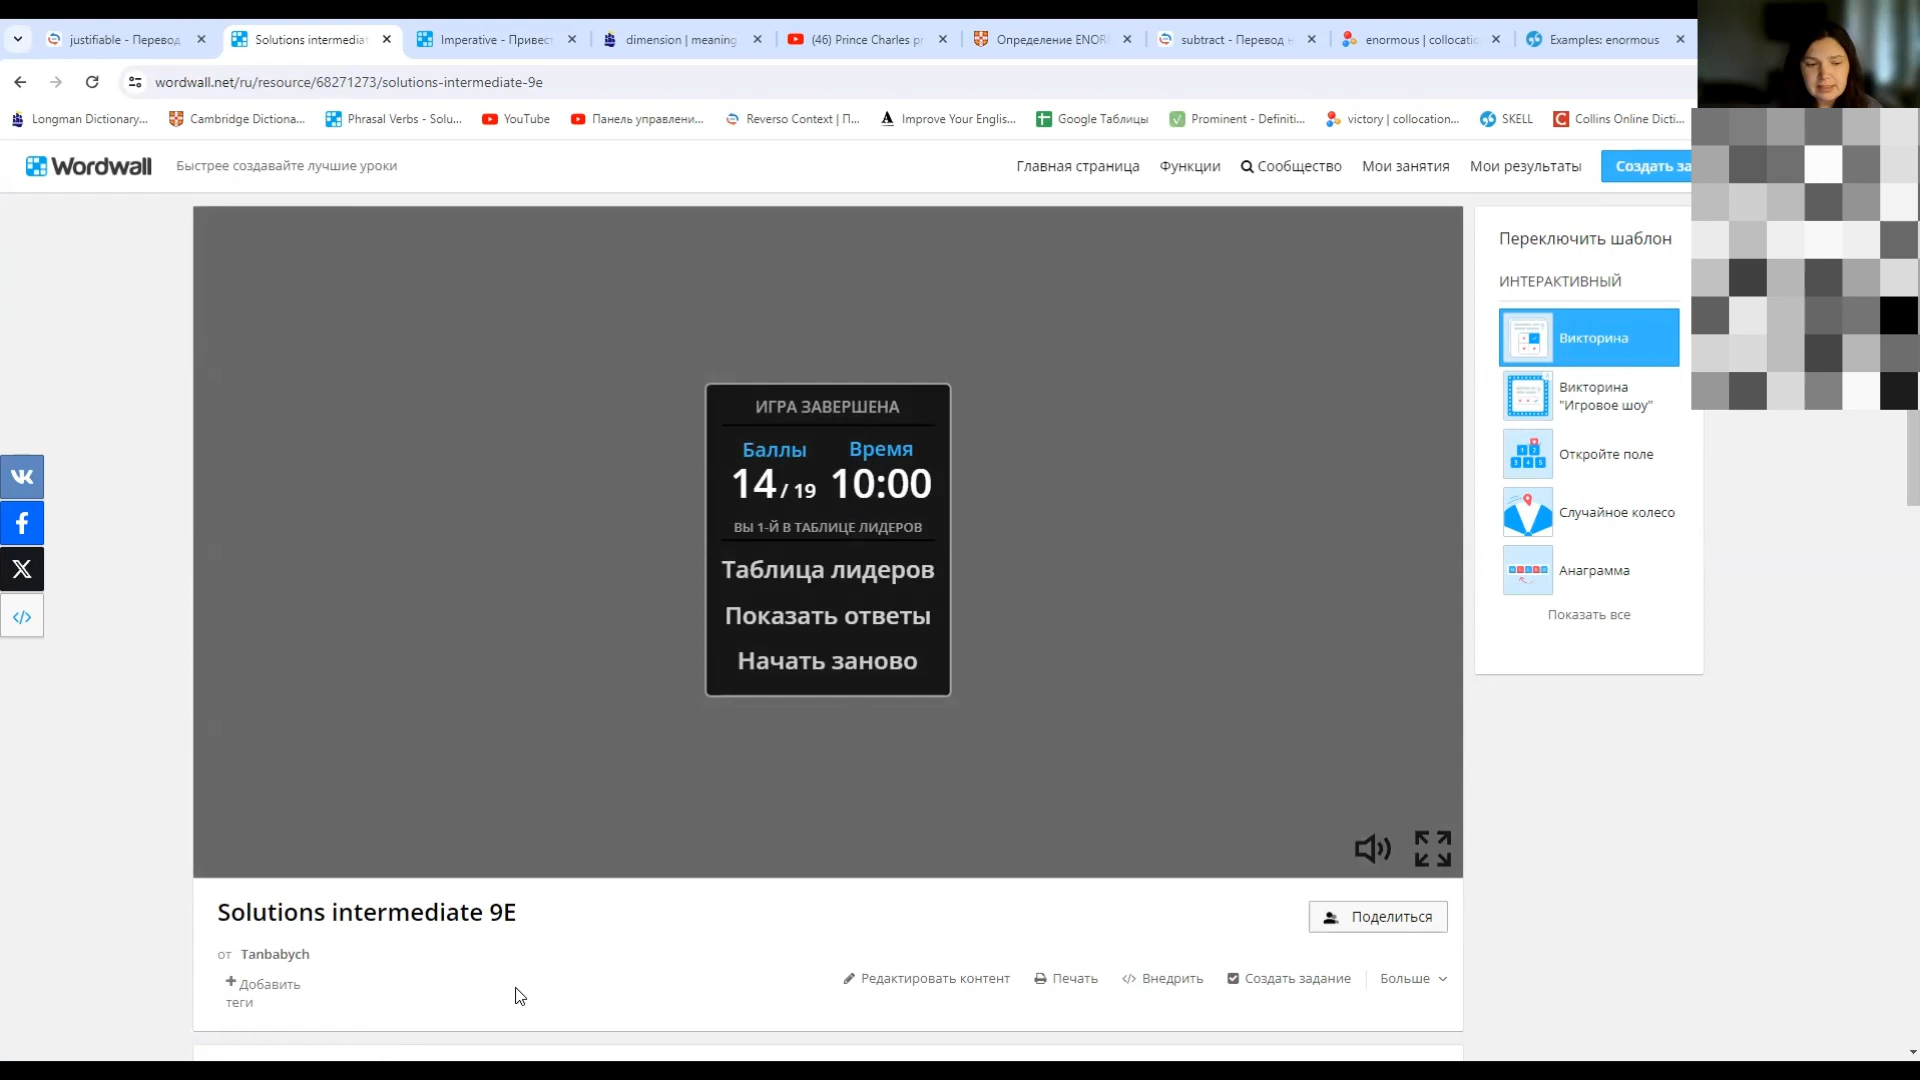 justifiable - Перевод
Solutions intermediat
Imperative - Привест
dimension | meaning
(46) Prince Charles pr
Определение ENOR
subtract - Перевод н
enormous | collocatio
Examples: enormous
wordwall.net/ru/resource/68271273/solutions-intermediate-9e
Longman Dictionary...
Cambridge Dictiona...
Phrasal Verbs - Solu...
YouTube
Панель управлени...
Reverso Context | П...
Improve Your Englis...
Google Таблицы
Prominent - Definiti...
victory | collocation...
SKELL
Collins Online Dicti...
Wordwall
Быстрее создавайте лучшие уроки
Главная страница
Функции
Сообщество
Мои занятия
Мои результаты
Создать за
Переключить шаблон
ИНТЕРАКТИВНЫЙ
Викторина
Викторина
"Игровое шоу"
Откройте поле
Случайное колесо
Анаграмма
Показать все
ИГРА ЗАВЕРШЕНА
Баллы Время
14 / 19 10:00
ВЫ 1-Й В ТАБЛИЦЕ ЛИДЕРОВ
Таблица лидеров
Показать ответы
Начать заново
Solutions intermediate 9E
Поделиться
от Tanbabych
Добавить
теги
Редактировать контент
Печать
Внедрить
Создать задание
Больше